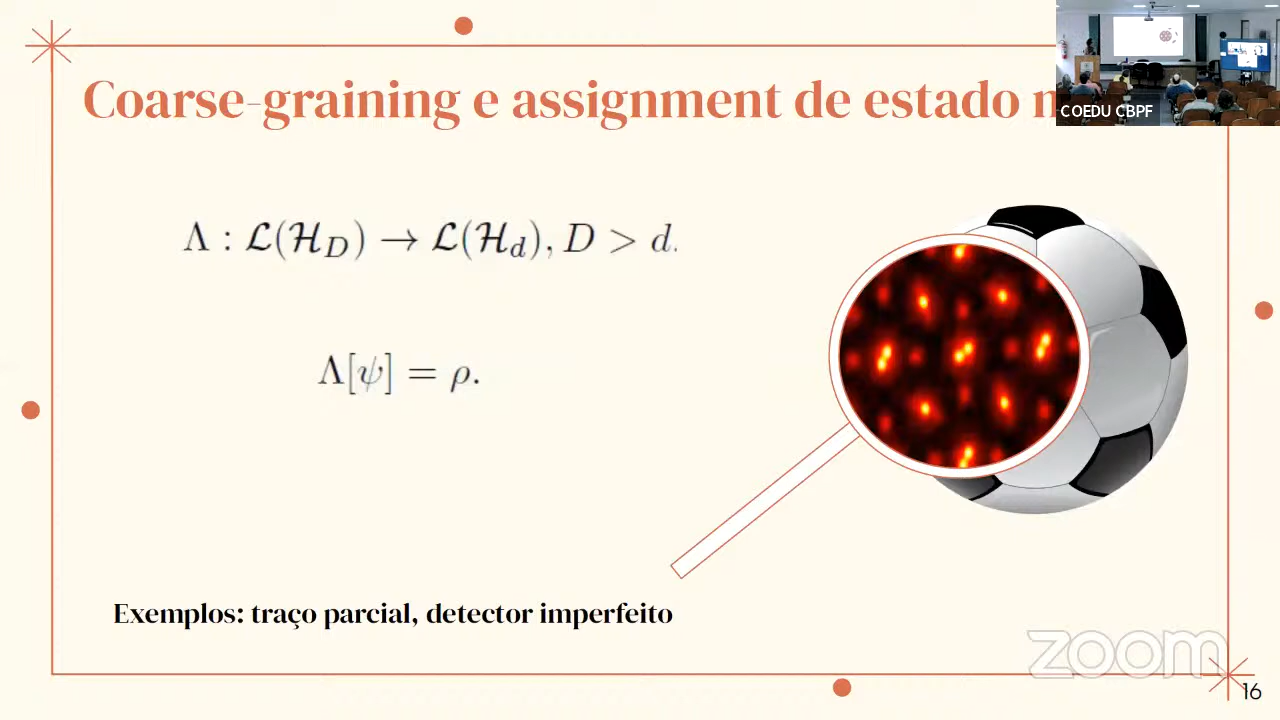 Coarse-graining e assignment de estado
COEDU CBPF
Λ : 𝓛(𝓗_D) → 𝓛(𝓗_d), D > d.
Λ[ψ] = ρ.
Exemplos: traço parcial, detector imperfeito
zoom
16